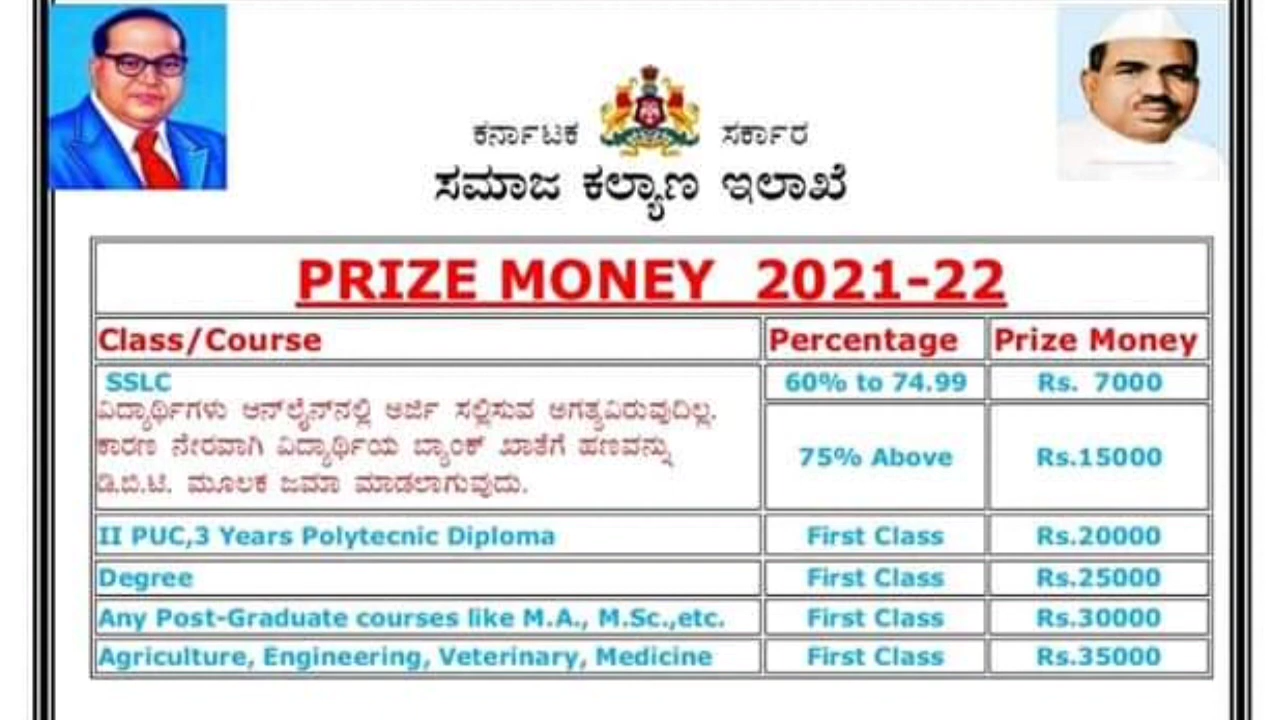 ಕರ್ನಾಟಕ ಸರ್ಕಾರ
ಸಮಾಜ ಕಲ್ಯಾಣ ಇಲಾಖೆ
PRIZE MONEY 2021-22
Class/Course Percentage Prize Money
SSLC 60% to 74.99 Rs. 7000
ವಿದ್ಯಾರ್ಥಿಗಳು ಆನ್‌ಲೈನ್‌ನಲ್ಲಿ ಅರ್ಜಿ ಸಲ್ಲಿಸುವ ಅಗತ್ಯವಿರುವುದಿಲ್ಲ.
ಕಾರಣ ನೇರವಾಗಿ ವಿದ್ಯಾರ್ಥಿಯ ಬ್ಯಾಂಕ್ ಖಾತೆಗೆ ಹಣವನ್ನು
ಡಿ.ಬಿ.ಟಿ. ಮೂಲಕ ಜಮಾ ಮಾಡಲಾಗುವುದು.
75% Above Rs.15000
II PUC,3 Years Polytecnic Diploma First Class Rs.20000
Degree First Class Rs.25000
Any Post-Graduate courses like M.A., M.Sc.,etc. First Class Rs.30000
Agriculture, Engineering, Veterinary, Medicine First Class Rs.35000